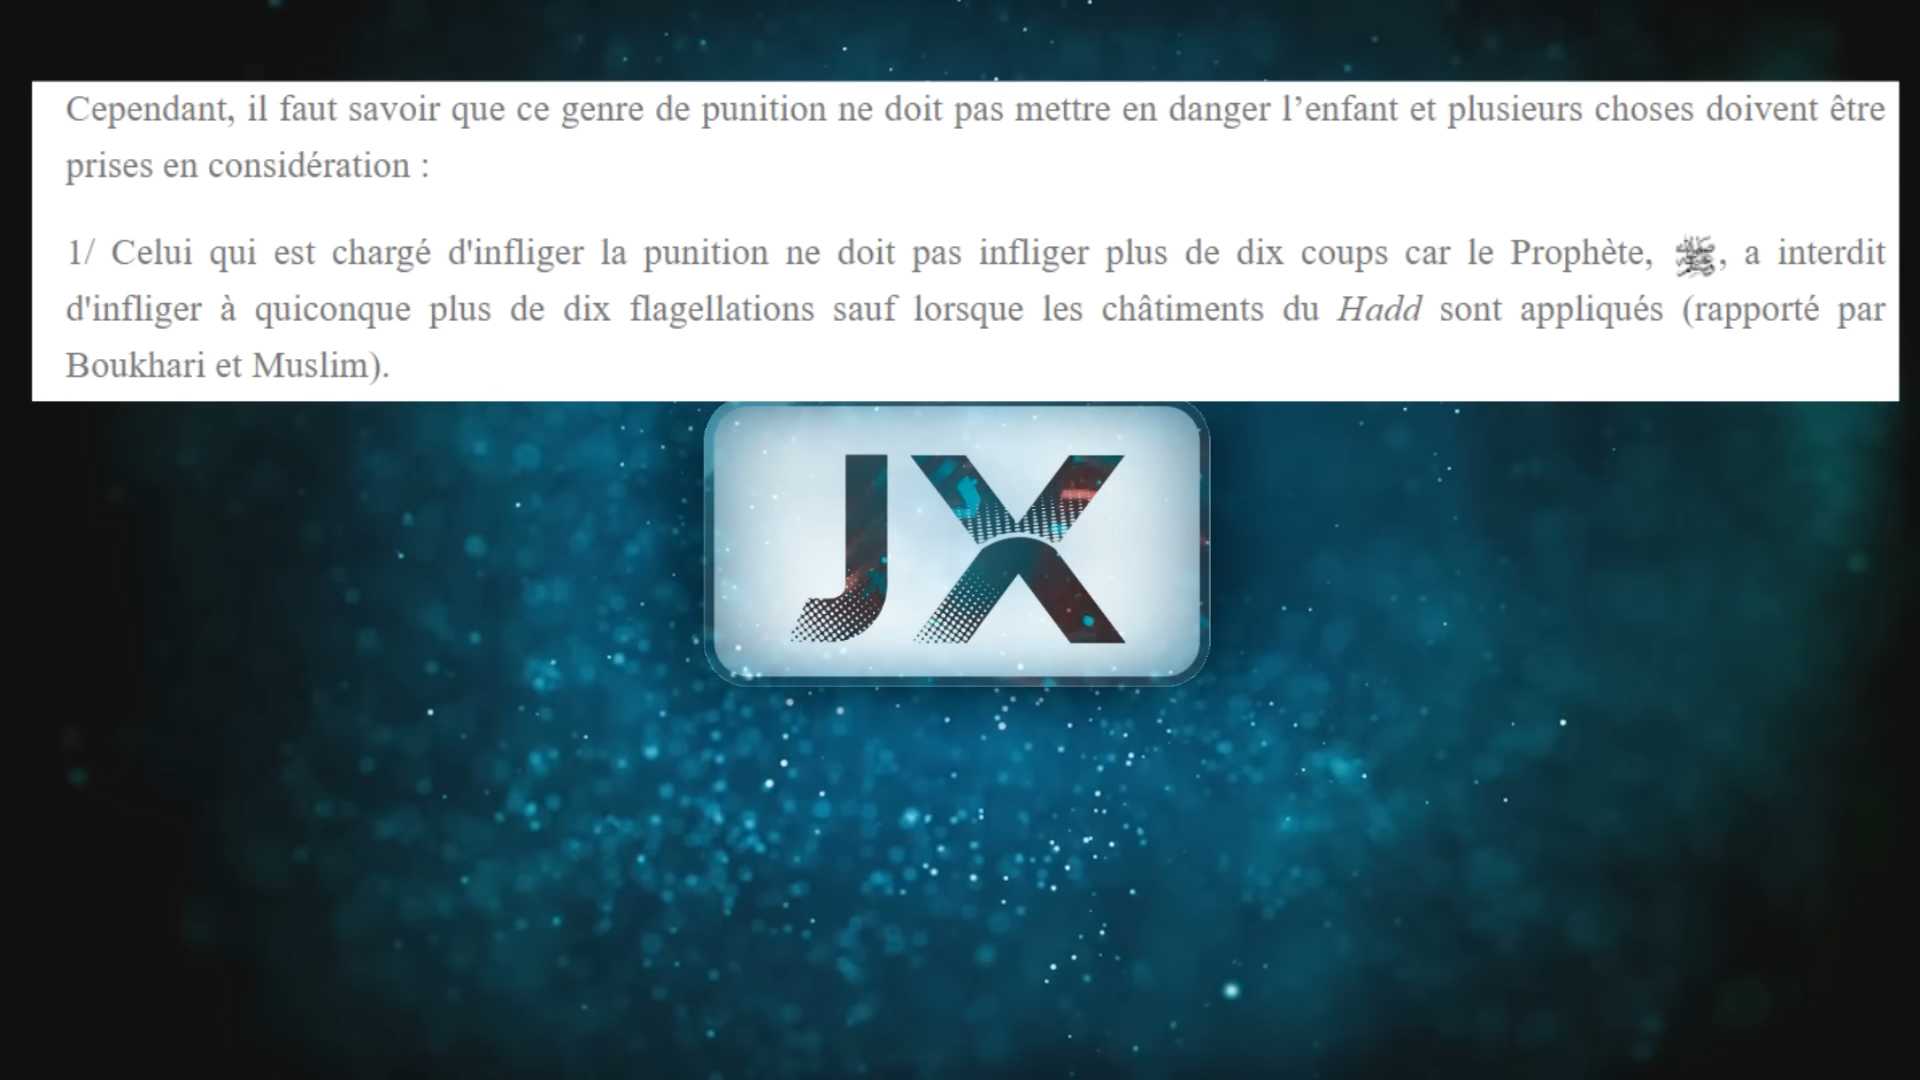 Cependant, il faut savoir que ce genre de punition ne doit pas mettre en danger l’enfant et plusieurs choses doivent être
prises en considération :
1/ Celui qui est chargé d'infliger la punition ne doit pas infliger plus de dix coups car le Prophète, ﷺ, a interdit
d'infliger à quiconque plus de dix flagellations sauf lorsque les châtiments du Hadd sont appliqués (rapporté par
Boukhari et Muslim).
JX